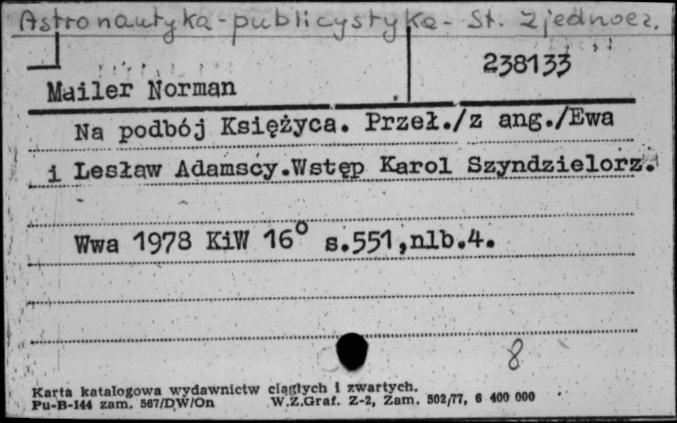 Astronautyka-publicystyka- St. Zjednocz.
238133
Mailer Norman
Na podbój Księżyca. Przeł./z ang./Ewa
i Lesław Adamscy.Wstęp Karol Szyndzielorz.
Wwa 1978 KiW 16° s.551,nlb.4.
8
Karta katalogowa wydawnictw ciągłych i zwartych.
Pu-B-144 zam. 567/DW/On W.Z.Graf. Z-2, Zam. 502/77, 6 400 000